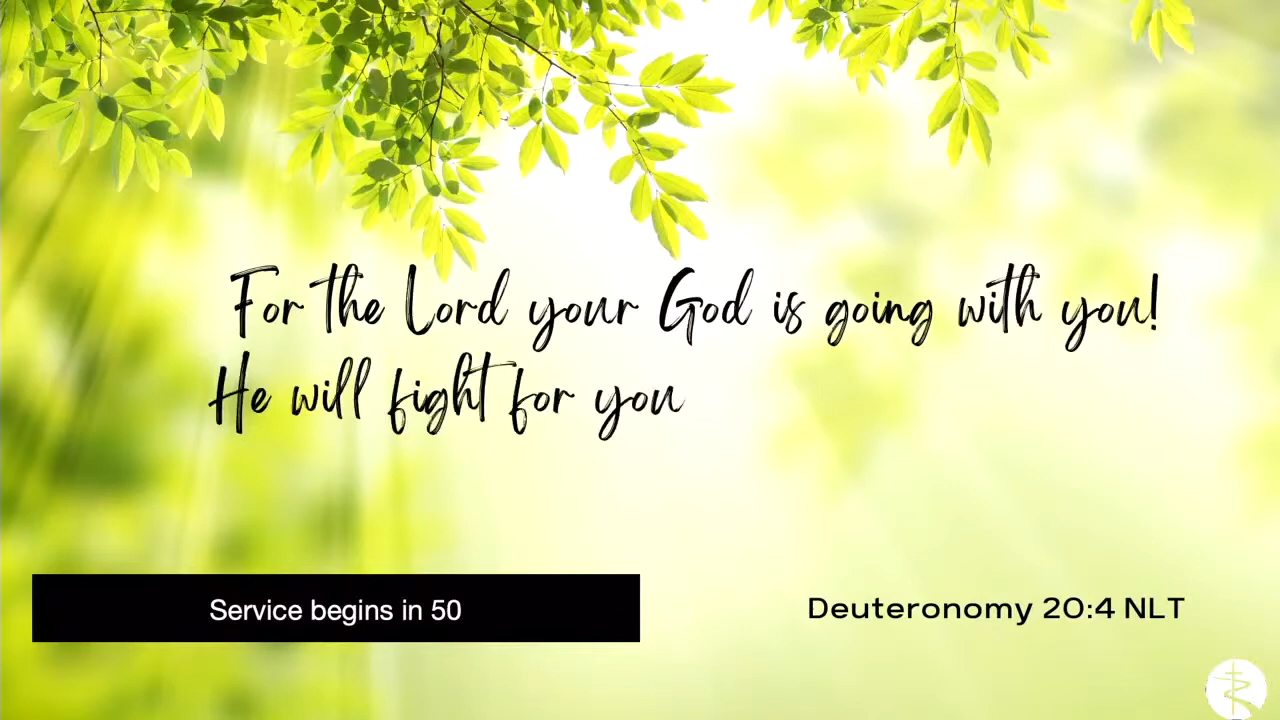 For the Lord your God is going with you!
He will fight for you
Service begins in 50
Deuteronomy 20:4 NLT